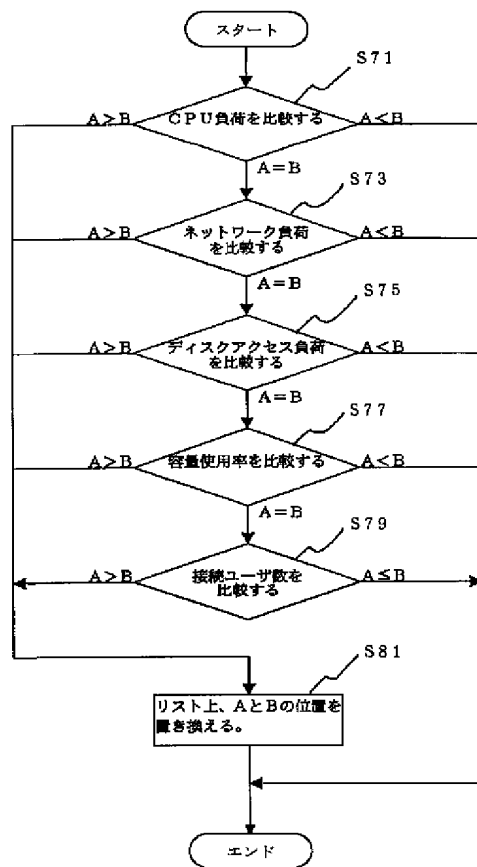 スタート
S71
A>B
CPU負荷を比較する
A<B
A=B
S73
A>B
ネットワーク負荷
を比較する
A<B
A=B
S75
A>B
ディスクアクセス負荷
を比較する
A<B
A=B
S77
A>B
容量使用率を比較する
A<B
A=B
S79
A>B
接続ユーザ数を
比較する
A≤B
S81
リスト上、AとBの位置を
置き換える。
エンド